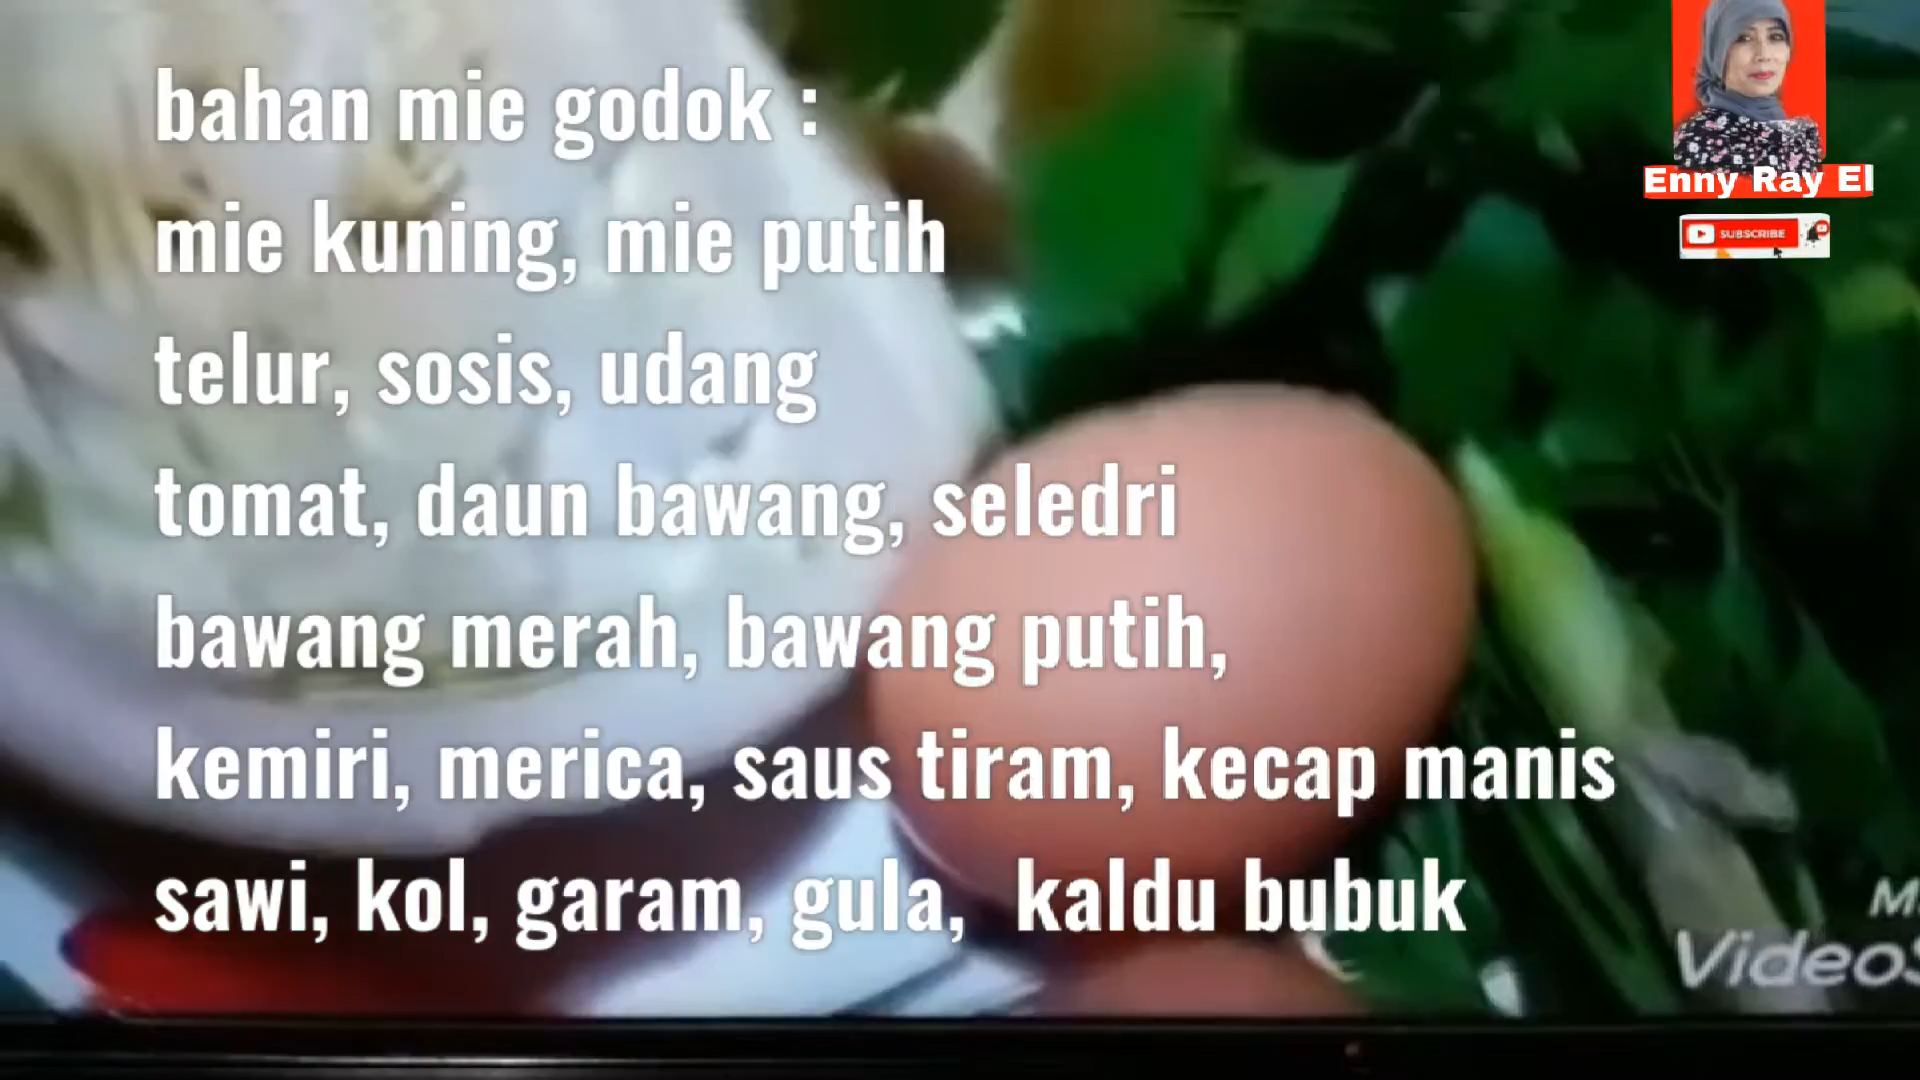 bahan mie godok :
mie kuning, mie putih
telur, sosis, udang
tomat, daun bawang, seledri
bawang merah, bawang putih,
kemiri, merica, saus tiram, kecap manis
sawi, kol, garam, gula, kaldu bubuk
Enny Ray El
SUBSCRIBE